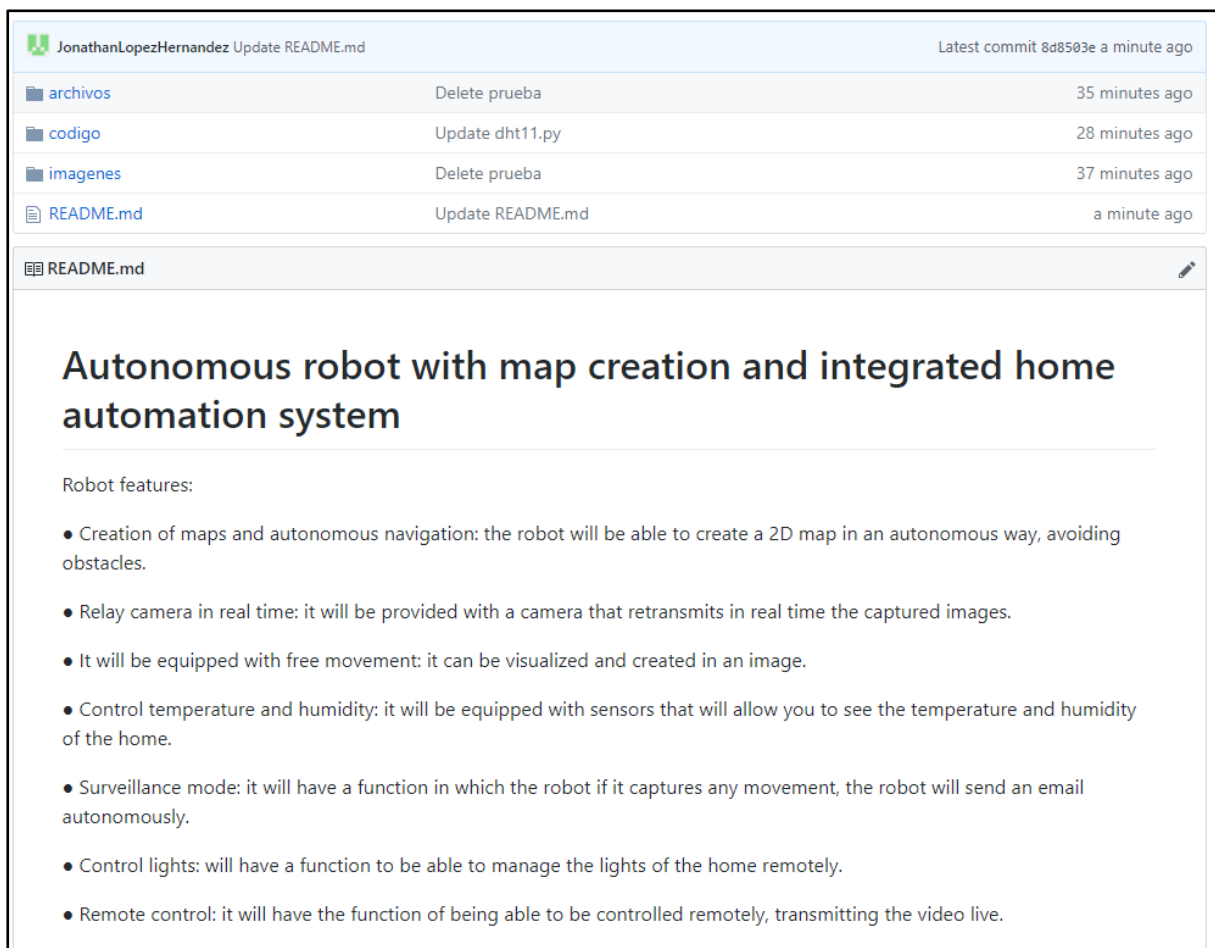 JonathanLopezHernandez Update README.md Latest commit 8d8503e a minute ago
archivos Delete prueba 35 minutes ago
codigo Update dht11.py 28 minutes ago
imagenes Delete prueba 37 minutes ago
README.md Update README.md a minute ago
README.md
Autonomous robot with map creation and integrated home
automation system
Robot features:
● Creation of maps and autonomous navigation: the robot will be able to create a 2D map in an autonomous way, avoiding
obstacles.
● Relay camera in real time: it will be provided with a camera that retransmits in real time the captured images.
● It will be equipped with free movement: it can be visualized and created in an image.
● Control temperature and humidity: it will be equipped with sensors that will allow you to see the temperature and humidity
of the home.
● Surveillance mode: it will have a function in which the robot if it captures any movement, the robot will send an email
autonomously.
● Control lights: will have a function to be able to manage the lights of the home remotely.
● Remote control: it will have the function of being able to be controlled remotely, transmitting the video live.